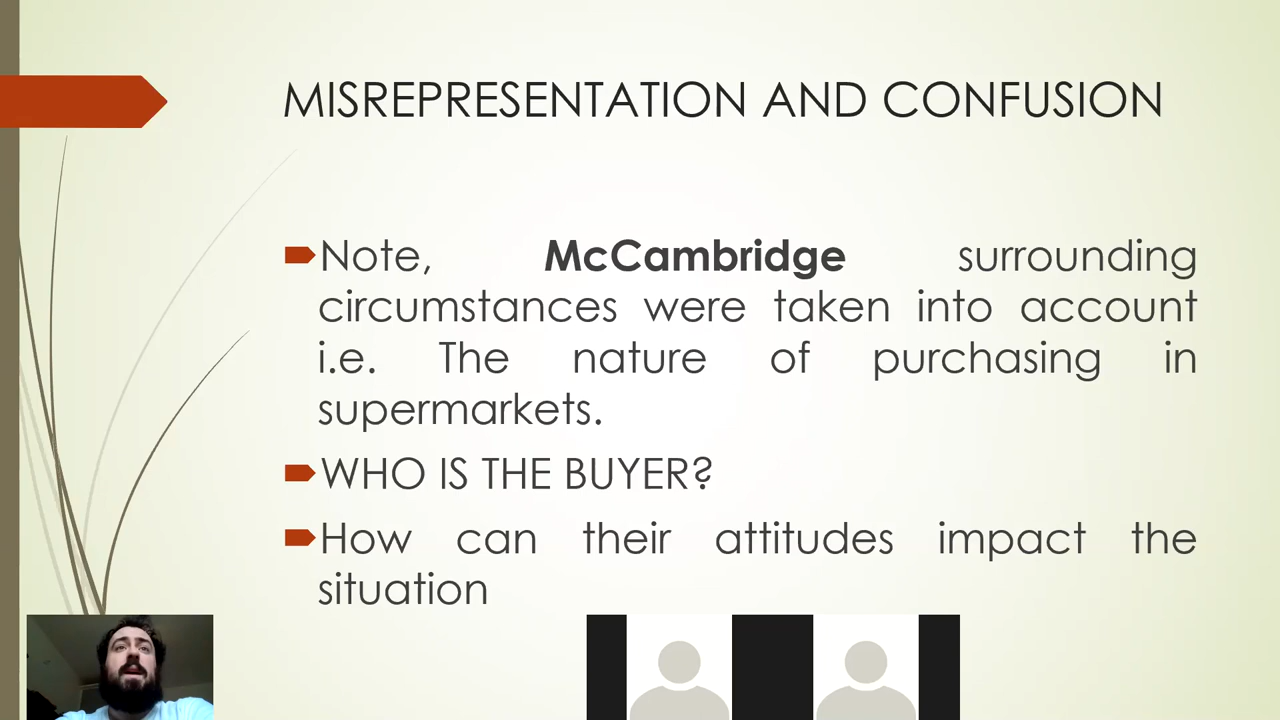 MISREPRESENTATION AND CONFUSION
Note, McCambridge surrounding
circumstances were taken into account
i.e. The nature of purchasing in
supermarkets.
WHO IS THE BUYER?
How can their attitudes impact the
situation